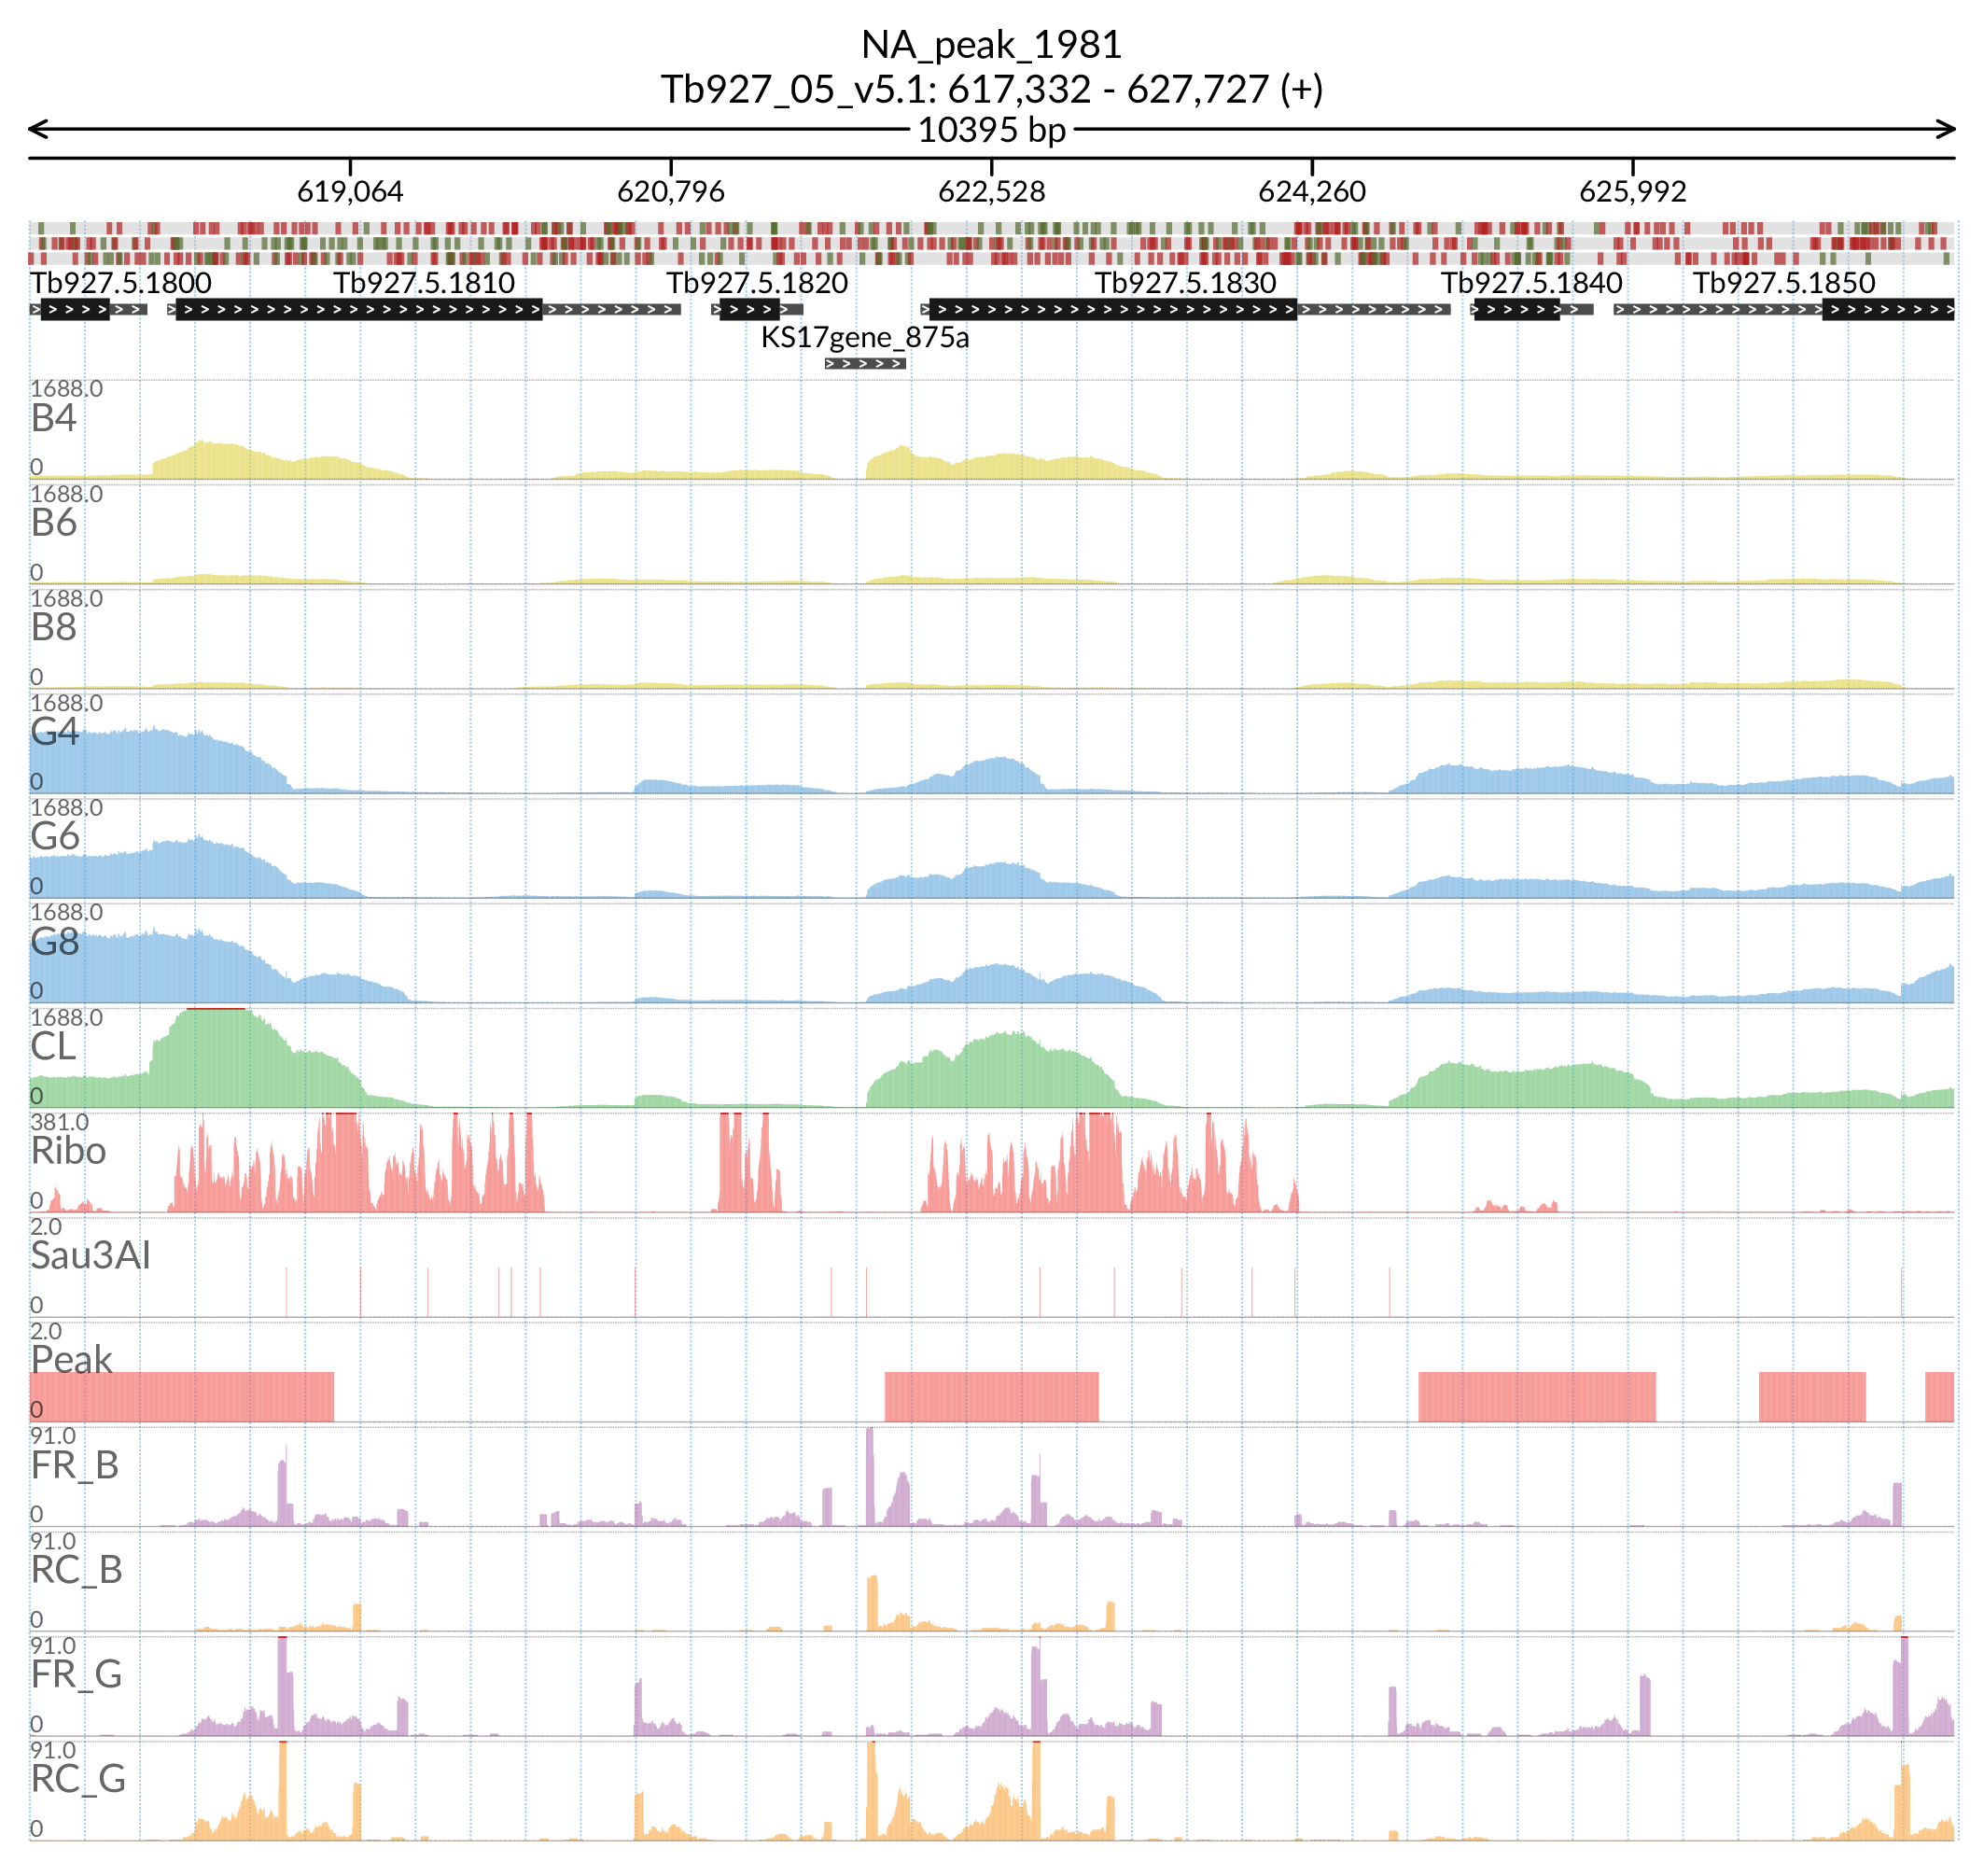 NA_peak_1981
Tb927_05_v5.1: 617,332 - 627,727 (+)
10395 bp
619,064 620,796 622,528 624,260 625,992
Tb927.5.1800 Tb927.5.1810 Tb927.5.1820 Tb927.5.1830 Tb927.5.1840 Tb927.5.1850
KS17gene_875a
1688.0
B4
0
1688.0
B6
0
1688.0
B8
0
1688.0
G4
0
1688.0
G6
0
1688.0
G8
0
1688.0
CL
0
381.0
Ribo
0
2.0
Sau3AI
0
2.0
Peak
0
91.0
FR_B
0
91.0
RC_B
0
91.0
FR_G
0
91.0
RC_G
0